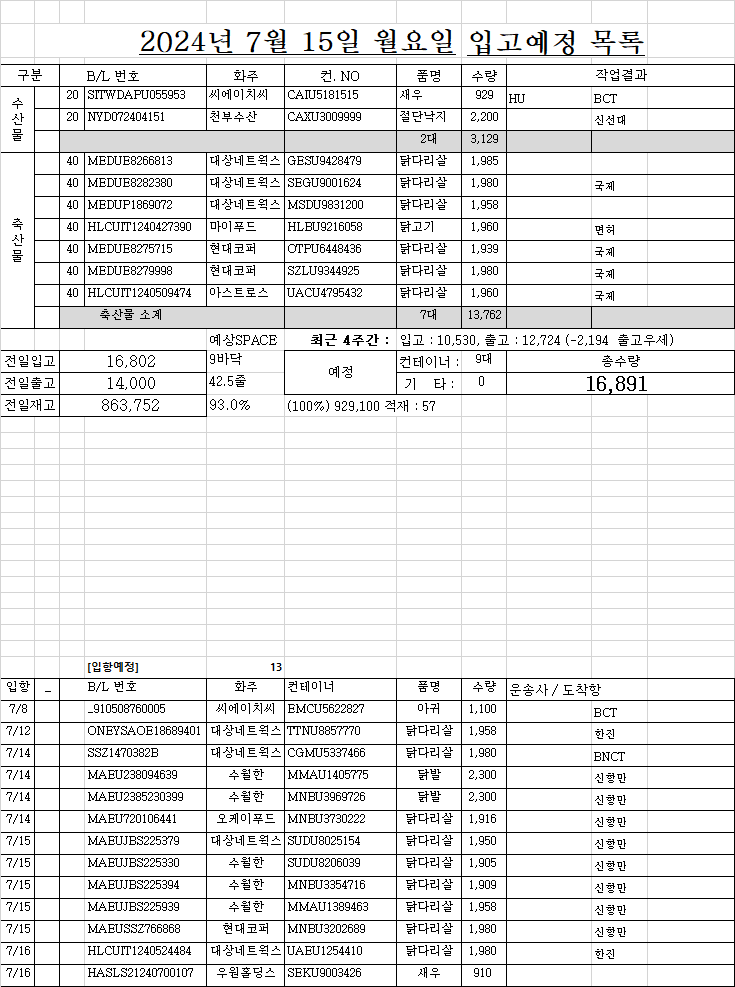 2024년 7월 15일 월요일 입고예정 목록
구분 B/L 번호 화주 컨. NO 품명 수량 작업결과
수산물
20 SITWDAPU055953 씨에이치씨 CAIU5181515 새우 929 HU BCT
20 NYD072404151 천부수산 CAXU3009999 절단낙지 2,200 신선대
2대 3,129
축산물
40 MEDUE8266813 대상네트웍스 GESU9428479 닭다리살 1,985
40 MEDUE8282380 대상네트웍스 SEGU9001624 닭다리살 1,980 국제
40 MEDUP1869072 대상네트웍스 MSDU9831200 닭다리살 1,958
40 HLCUIT1240427390 마이푸드 HLBU9216058 닭고기 1,960 면허
40 MEDUE8275715 현대코퍼 OTPU6448436 닭다리살 1,939 국제
40 MEDUE8279998 현대코퍼 SZLU9344925 닭다리살 1,980 국제
40 HLCUIT1240509474 아스트로스 UACU4795432 닭다리살 1,960 국제
축산물 소계 7대 13,762
예상SPACE 최근 4주간 : 입고 : 10,530, 출고 : 12,724 (-2,194 출고우세)
전일입고 16,802 9바닥 예정 컨테이너 : 9대 총수량
전일출고 14,000 42.5줄 기 타 : 0 16,891
전일재고 863,752 93.0% (100%) 929,100 적재 : 57
[입항예정] 13
입항 _ B/L 번호 화주 컨테이너 품명 수량 운송사 / 도착항
7/8 _910508760005 씨에이치씨 EMCU5622827 아귀 1,100 BCT
7/12 ONEYSAOE18689401 대상네트웍스 TTNU8857770 닭다리살 1,958 한진
7/14 SSZ1470382B 대상네트웍스 CGMU5337466 닭다리살 1,980 BNCT
7/14 MAEU238094639 수월한 MMAU1405775 닭발 2,300 신항만
7/14 MAEU2385230399 수월한 MNBU3969726 닭발 2,300 신항만
7/14 MAEU720106441 오케이푸드 MNBU3730222 닭다리살 1,916 신항만
7/15 MAEUJBS225379 대상네트웍스 SUDU8025154 닭다리살 1,950 신항만
7/15 MAEUJBS225330 수월한 SUDU8206039 닭다리살 1,905 신항만
7/15 MAEUJBS225394 수월한 MNBU3354716 닭다리살 1,909 신항만
7/15 MAEUJBS225939 수월한 MMAU1389463 닭다리살 1,958 신항만
7/15 MAEUSSZ766868 현대코퍼 MNBU3202689 닭다리살 1,980 신항만
7/16 HLCUIT1240524484 대상네트웍스 UAEU1254410 닭다리살 1,980 한진
7/16 HASLS21240700107 우원홀딩스 SEKU9003426 새우 910